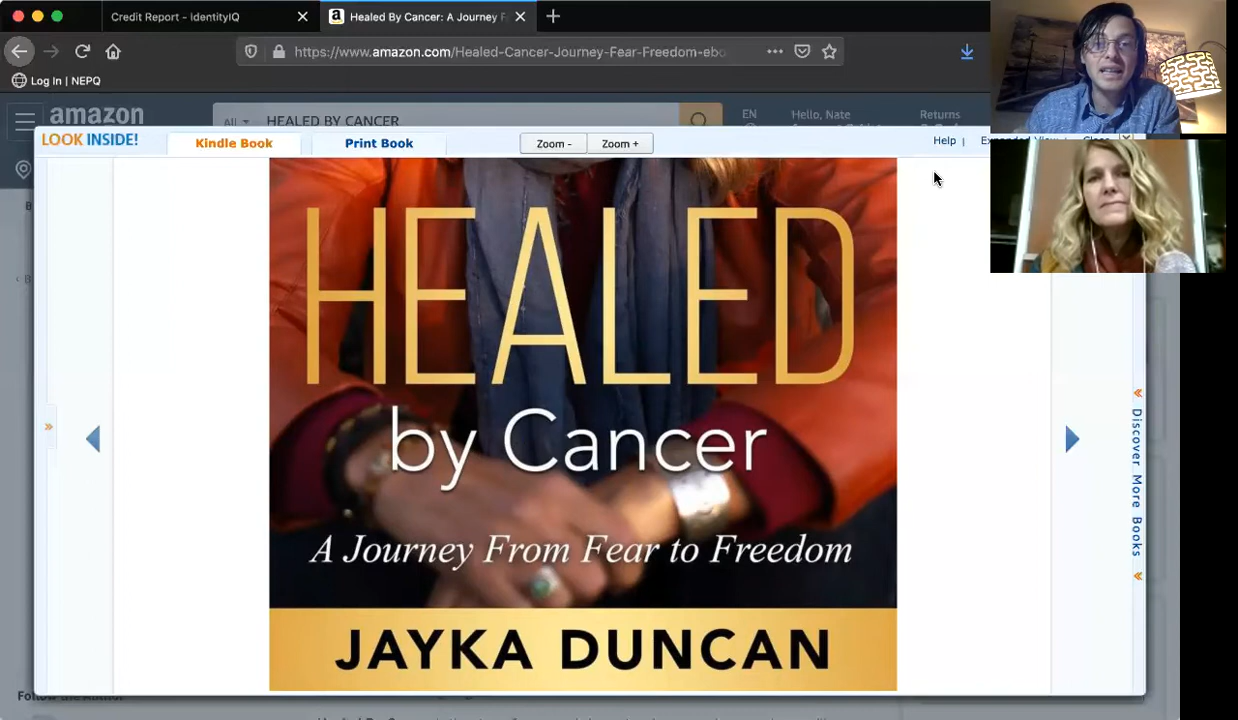 Credit Report - IdentityIQ
Healed By Cancer: A Journey F
https://www.amazon.com/Healed-Cancer-Journey-Fear-Freedom-ebo
Log In | NEPQ
amazon
All
HEALED BY CANCER
EN
Hello, Nate
Returns
LOOK INSIDE!
Kindle Book
Print Book
Zoom -
Zoom +
Help |
Close
HEALED
by Cancer
A Journey From Fear to Freedom
JAYKA DUNCAN
Discover More Books